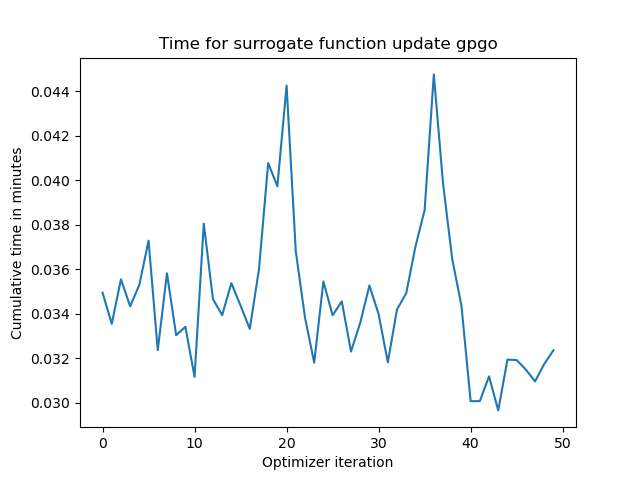 Time for surrogate function update gpgo
Cumulative time in minutes
0.044
0.042
0.040
0.038
0.036
0.034
0.032
0.030
0 10 20 30 40 50
Optimizer iteration